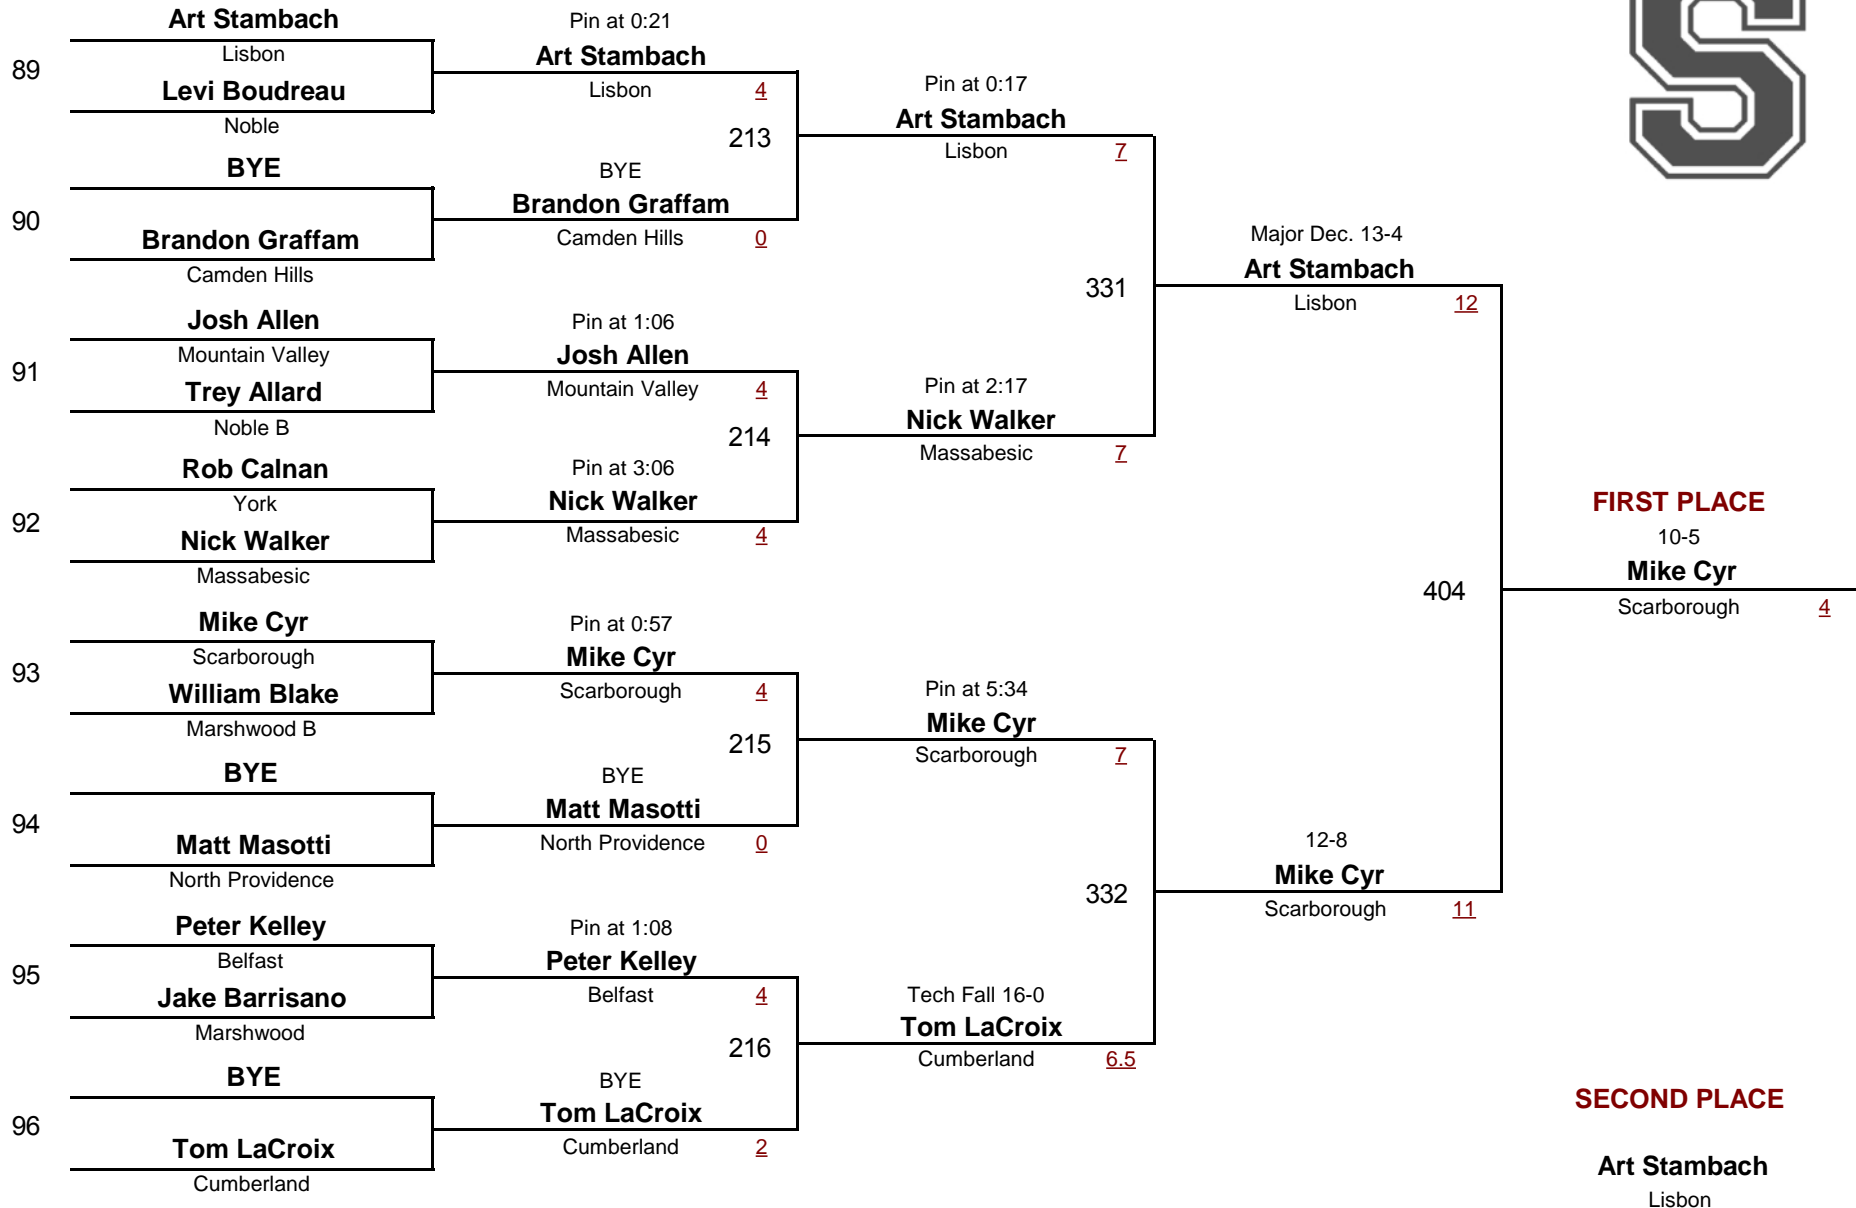 Art Stambach
Lisbon
89
Levi Boudreau
Noble
BYE
90
Brandon Graffam
Camden Hills
Josh Allen
Mountain Valley
91
Trey Allard
Noble B
Rob Calnan
York
92
Nick Walker
Massabesic
Mike Cyr
Scarborough
93
William Blake
Marshwood B
BYE
94
Matt Masotti
North Providence
Peter Kelley
Belfast
95
Jake Barrisano
Marshwood
BYE
96
Tom LaCroix
Cumberland
Pin at 0:21
Art Stambach
Lisbon 4
213
BYE
Brandon Graffam
Camden Hills 0
Pin at 1:06
Josh Allen
Mountain Valley 4
214
Pin at 3:06
Nick Walker
Massabesic 4
Pin at 0:57
Mike Cyr
Scarborough 4
215
BYE
Matt Masotti
North Providence 0
Pin at 1:08
Peter Kelley
Belfast 4
216
BYE
Tom LaCroix
Cumberland 2
Pin at 0:17
Art Stambach
Lisbon 7
331
Pin at 2:17
Nick Walker
Massabesic 7
Pin at 5:34
Mike Cyr
Scarborough 7
332
Tech Fall 16-0
Tom LaCroix
Cumberland 6.5
Major Dec. 13-4
Art Stambach
Lisbon 12
404
12-8
Mike Cyr
Scarborough 11
S
FIRST PLACE
10-5
Mike Cyr
Scarborough 4
SECOND PLACE
Art Stambach
Lisbon